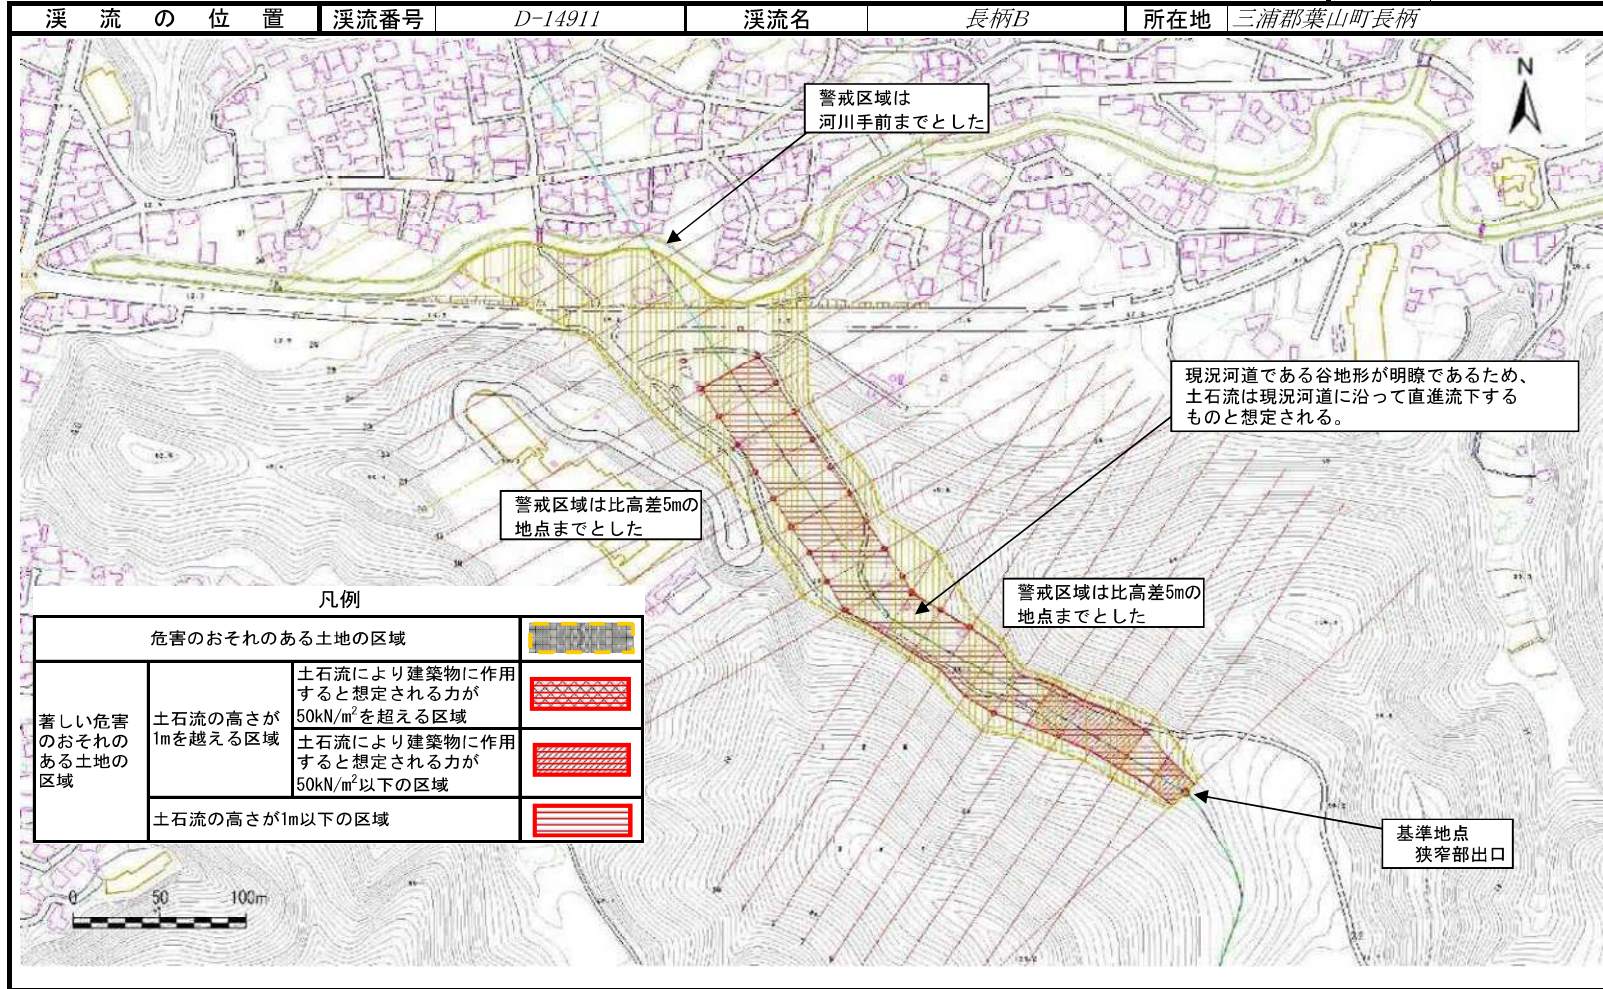 渓流の位置 渓流番号 D-14911 渓流名 長柄B 所在地 三浦郡葉山町長柄
N
警戒区域は
河川手前までとした
現況河道である谷地形が明瞭であるため、
土石流は現況河道に沿って直進流下する
ものと想定される。
警戒区域は比高差5mの
地点までとした
警戒区域は比高差5mの
地点までとした
基準地点
狭窄部出口
凡例
危害のおそれのある土地の区域
著しい危害
のおそれの
ある土地の
区域
土石流の高さが
1mを越える区域
土石流により建築物に作用
すると想定される力が
50kN/m²を超える区域
土石流により建築物に作用
すると想定される力が
50kN/m²以下の区域
土石流の高さが1m以下の区域
0 50 100m